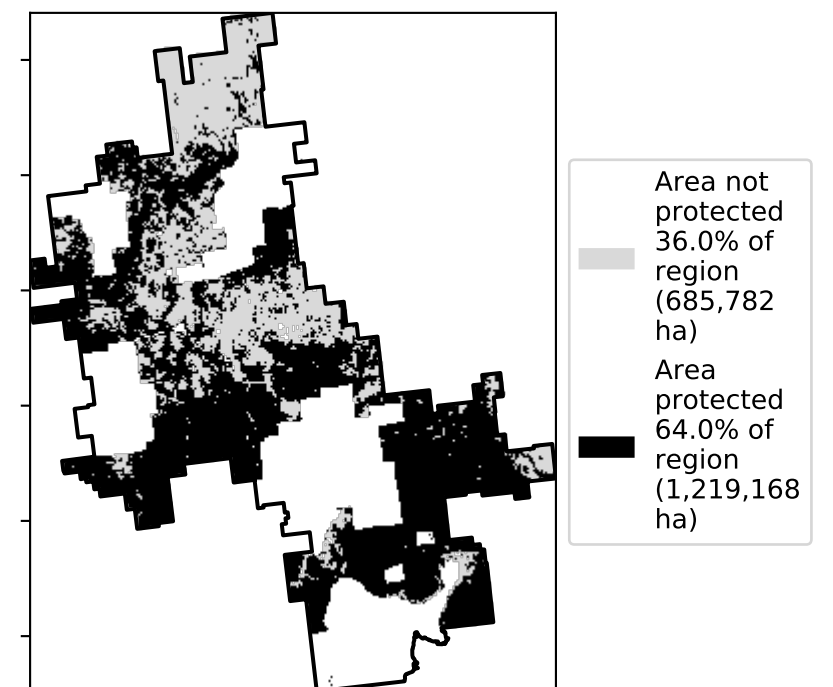 Area not
protected
36.0% of
region
(685,782
ha)
Area
protected
64.0% of
region
(1,219,168
ha)